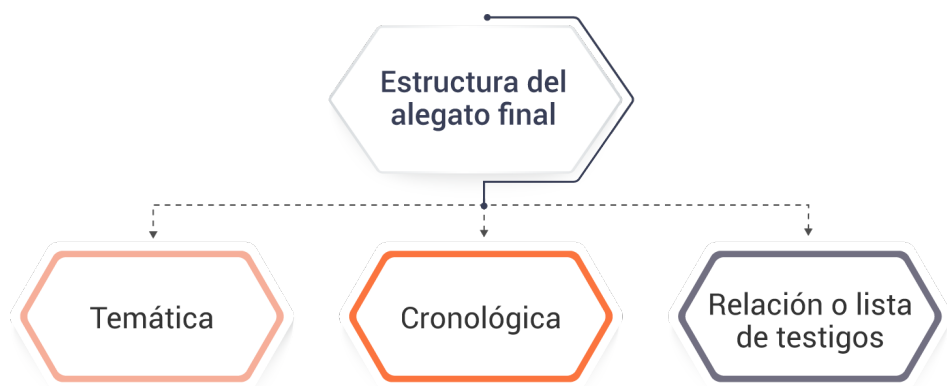 Estructura del
alegato final
Temática
Cronológica
Relación o lista
de testigos